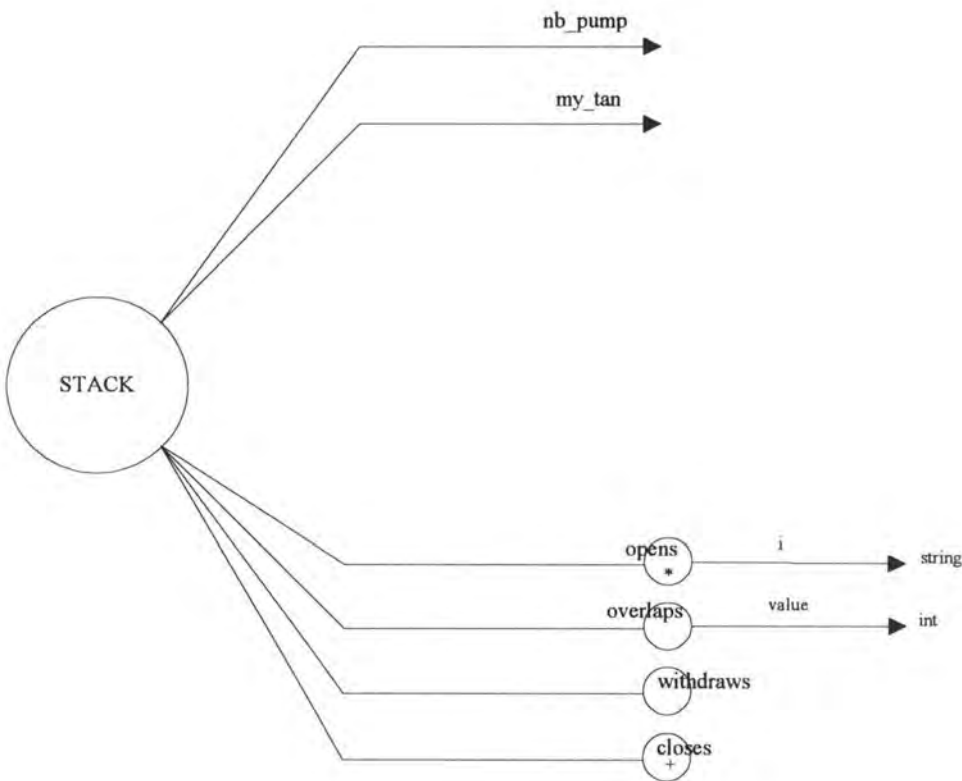 nb_pump
my_tan
STACK
opens
*
i
string
overlaps
value
int
withdraws
closes
+